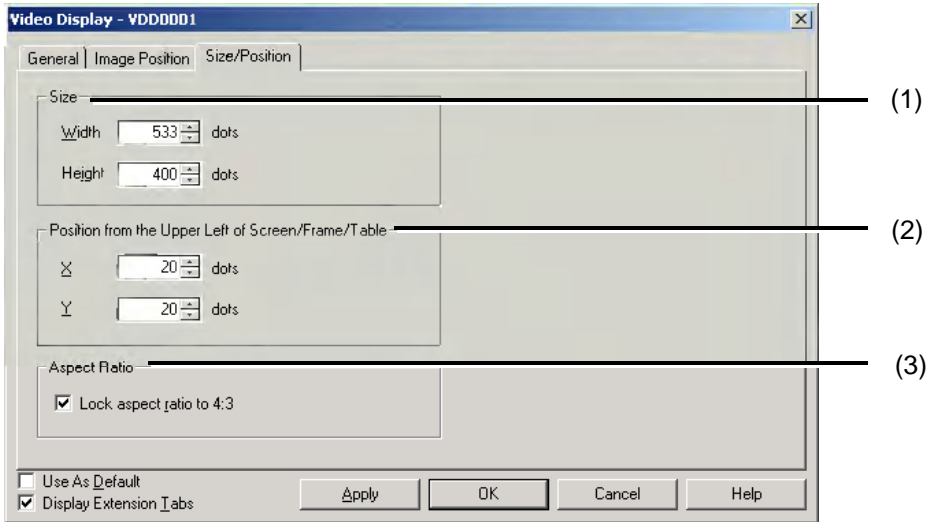 Video Display - VDD0001
General Image Position Size/Position
Size (1)
Width 533 dots
Height 400 dots
Position from the Upper Left of Screen/Frame/Table (2)
X 20 dots
Y 20 dots
Aspect Ratio (3)
Lock aspect ratio to 4:3
Use As Default
Display Extension Tabs
Apply OK Cancel Help